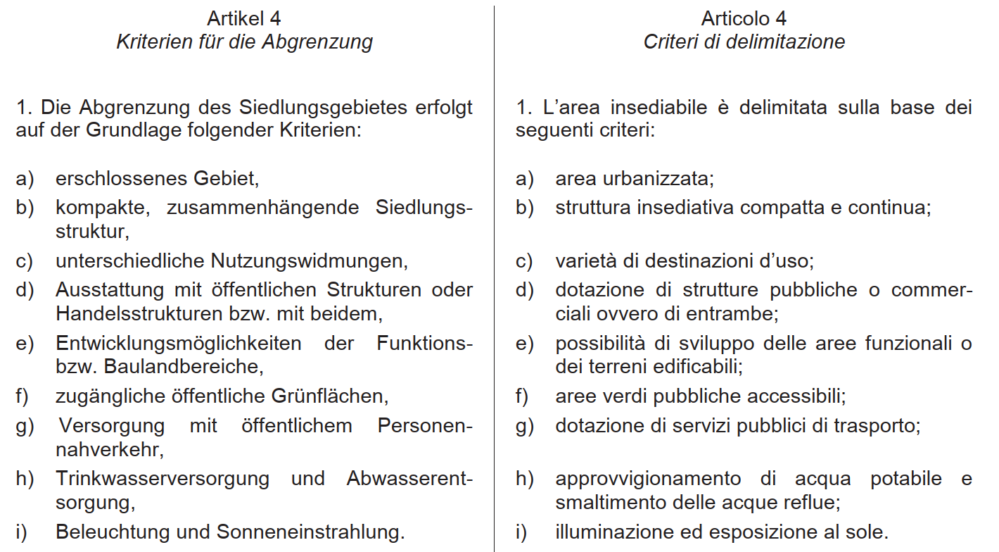 Artikel 4
Kriterien für die Abgrenzung
1. Die Abgrenzung des Siedlungsgebietes erfolgt
auf der Grundlage folgender Kriterien:
a) erschlossenes Gebiet,
b) kompakte, zusammenhängende Siedlungs-
struktur,
c) unterschiedliche Nutzungswidmungen,
d) Ausstattung mit öffentlichen Strukturen oder
Handelsstrukturen bzw. mit beidem,
e) Entwicklungsmöglichkeiten der Funktions-
bzw. Baulandbereiche,
f) zugängliche öffentliche Grünflächen,
g) Versorgung mit öffentlichem Personen-
nahverkehr,
h) Trinkwasserversorgung und Abwasserent-
sorgung,
i) Beleuchtung und Sonneneinstrahlung.
Articolo 4
Criteri di delimitazione
1. L’area insediabile è delimitata sulla base dei
seguenti criteri:
a) area urbanizzata;
b) struttura insediativa compatta e continua;
c) varietà di destinazioni d’uso;
d) dotazione di strutture pubbliche o commer-
ciali ovvero di entrambe;
e) possibilità di sviluppo delle aree funzionali o
dei terreni edificabili;
f) aree verdi pubbliche accessibili;
g) dotazione di servizi pubblici di trasporto;
h) approvvigionamento di acqua potabile e
smaltimento delle acque reflue;
i) illuminazione ed esposizione al sole.